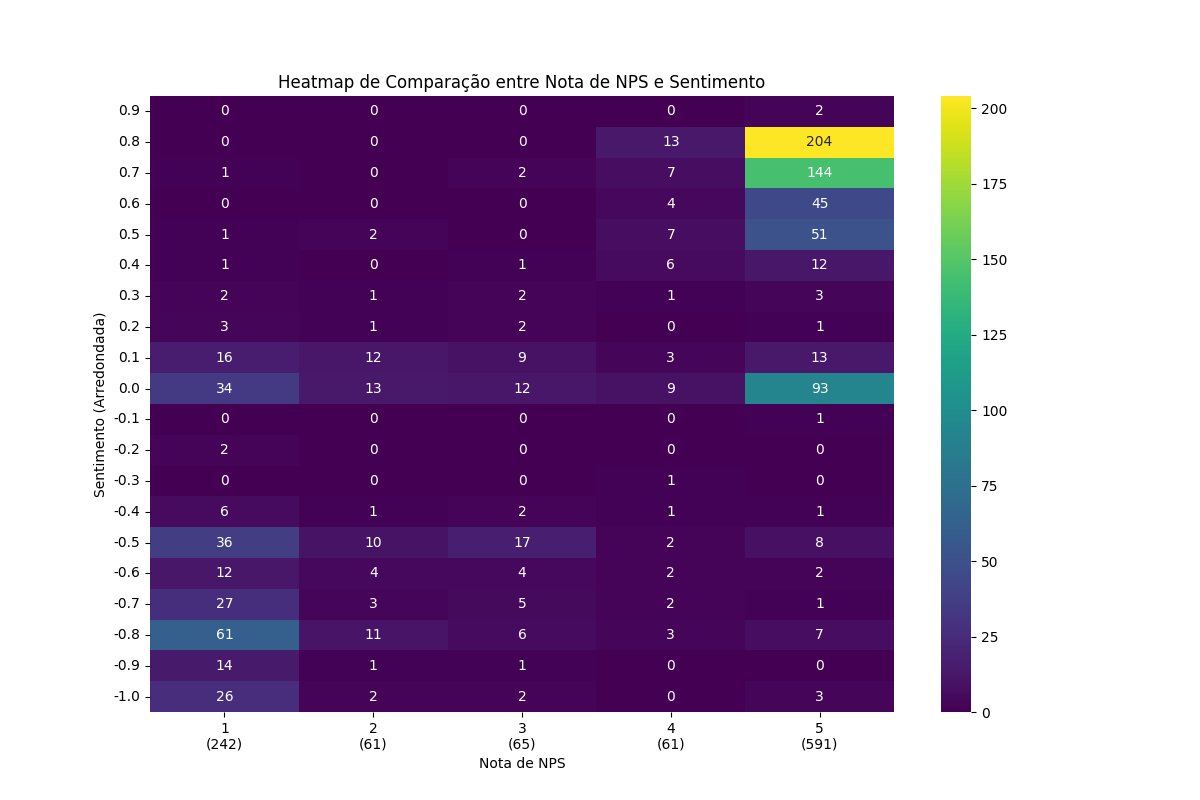 Heatmap de Comparação entre Nota de NPS e Sentimento
Sentimento (Arredondada)
0.9 0 0 0 0 2
0.8 0 0 0 13 204
0.7 1 0 2 7 144
0.6 0 0 0 4 45
0.5 1 2 0 7 51
0.4 1 0 1 6 12
0.3 2 1 2 1 3
0.2 3 1 2 0 1
0.1 16 12 9 3 13
0.0 34 13 12 9 93
-0.1 0 0 0 0 1
-0.2 2 0 0 0 0
-0.3 0 0 0 1 0
-0.4 6 1 2 1 1
-0.5 36 10 17 2 8
-0.6 12 4 4 2 2
-0.7 27 3 5 2 1
-0.8 61 11 6 3 7
-0.9 14 1 1 0 0
-1.0 26 2 2 0 3
1 2 3 4 5
(242) (61) (65) (61) (591)
Nota de NPS
200
175
150
125
100
75
50
25
0